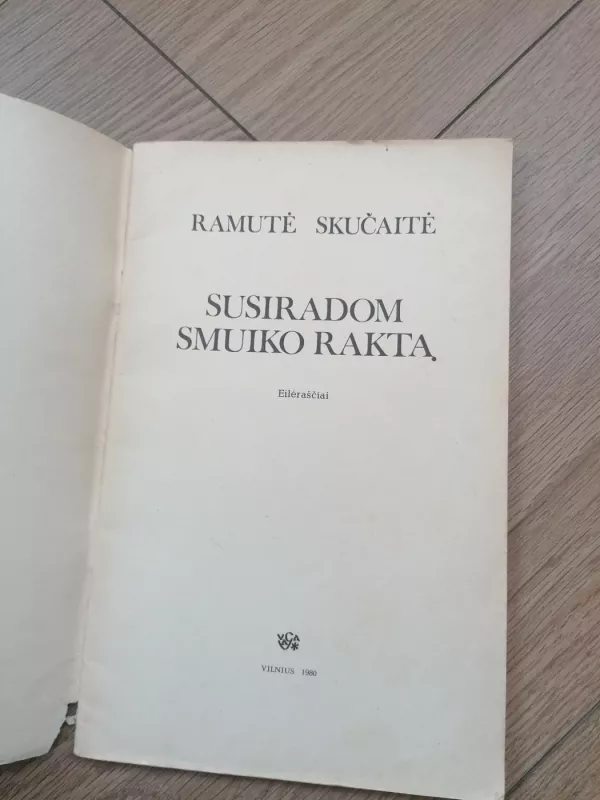 RAMUTĖ SKUČAITĖ
SUSIRADOM
SMUIKO RAKTĄ
Eilėraščiai
VILNIUS 1980